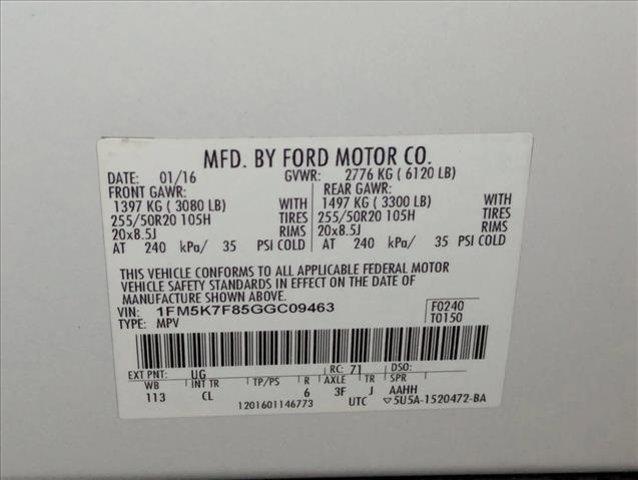 MFD. BY FORD MOTOR CO.
DATE: 01/16 GVWR: 2776 KG ( 6120 LB)
FRONT GAWR: REAR GAWR:
1397 KG ( 3080 LB) WITH 1497 KG ( 3300 LB) WITH
255/50R20 105H TIRES 255/50R20 105H TIRES
20x8.5J RIMS 20x8.5J RIMS
AT 240 kPa/ 35 PSI COLD AT 240 kPa/ 35 PSI COLD
THIS VEHICLE CONFORMS TO ALL APPLICABLE FEDERAL MOTOR
VEHICLE SAFETY STANDARDS IN EFFECT ON THE DATE OF
MANUFACTURE SHOWN ABOVE.
VIN: 1FM5K7F85GGC09463 F0240
TYPE: MPV T0150
EXT PNT: UG RC: 71 DSO:
WB INT TR TP/PS R AXLE TR SPR
113 CL 6 3F J AAHH
1201601146773 UTC ▽5U5A-1520472-BA